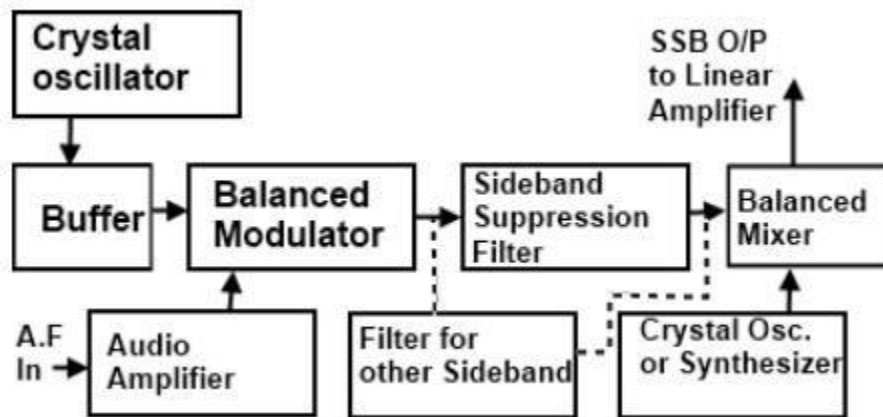 Crystal
oscillator
SSB O/P
to Linear
Amplifier
Buffer
Balanced
Modulator
Sideband
Suppression
Filter
Balanced
Mixer
A.F
In
Audio
Amplifier
Filter for
other Sideband
Crystal Osc.
or Synthesizer